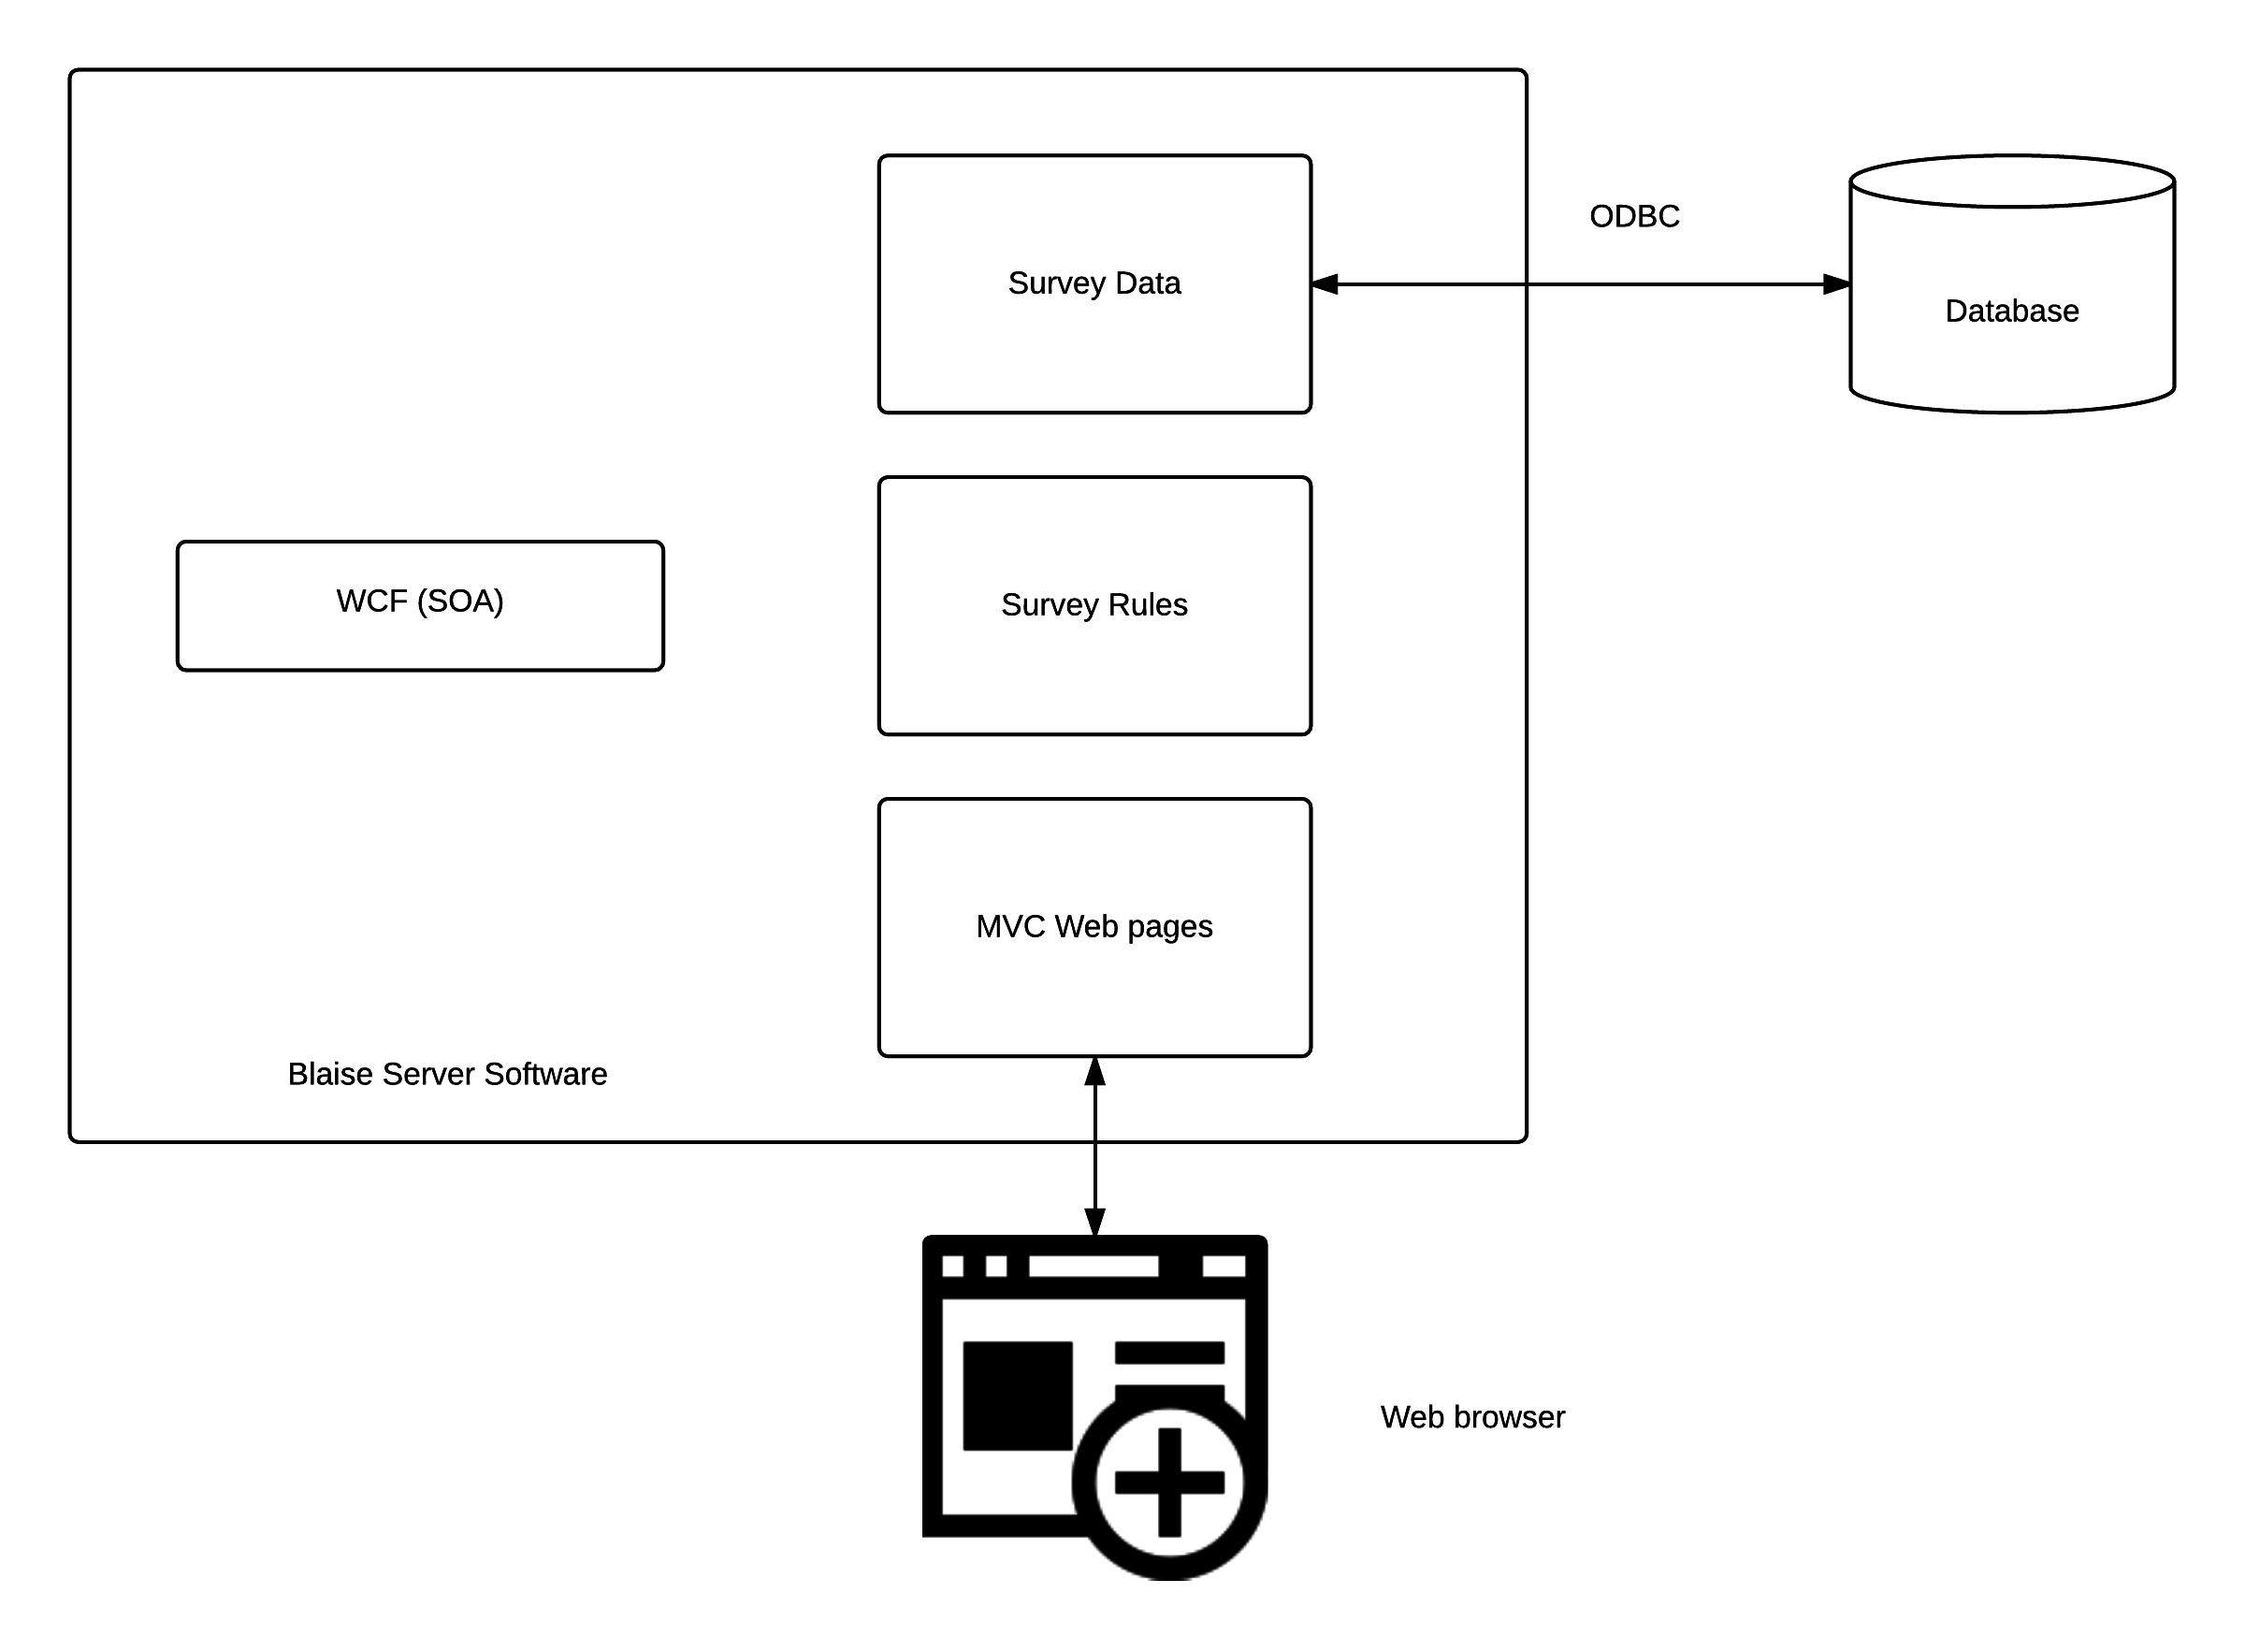 ODBC
Survey Data
Database
WCF (SOA)
Survey Rules
MVC Web pages
Blaise Server Software
Web browser